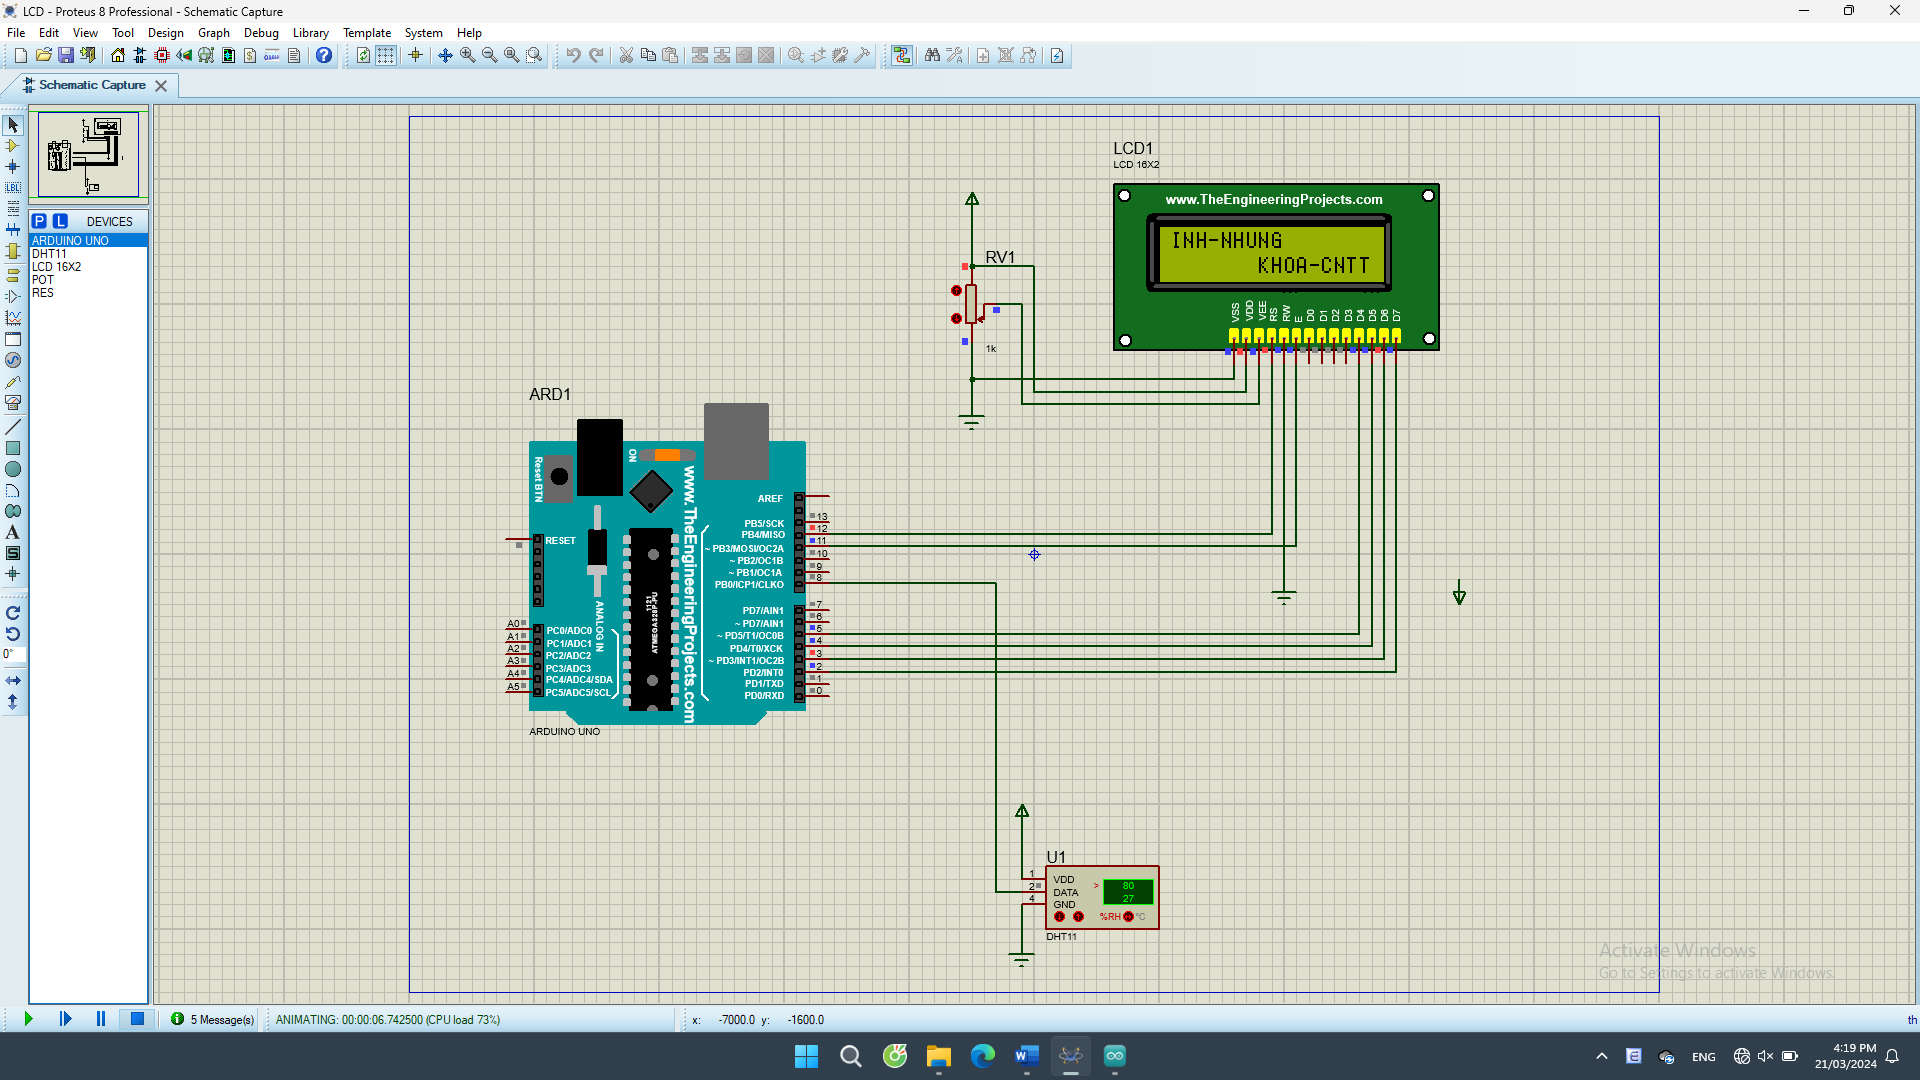 LCD - Proteus 8 Professional - Schematic Capture
File Edit View Tool Design Graph Debug Library Template System Help
Schematic Capture
P L DEVICES
ARDUINO UNO
DHT11
LCD 16X2
POT
RES
LBL
0°
LCD1
LCD 16X2
www.TheEngineeringProjects.com
INH-NHUNG
KHOA-CNTT
VSS VDD VEE RS RW E D0 D1 D2 D3 D4 D5 D6 D7
RV1
1k
ARD1
Reset BTN
ON
www.TheEngineeringProjects.com
1121
ATMEGA328P-PU
ANALOG IN
RESET
A0 PC0/ADC0
A1 PC1/ADC1
A2 PC2/ADC2
A3 PC3/ADC3
A4 PC4/ADC4/SDA
A5 PC5/ADC5/SCL
AREF
PB5/SCK 13
PB4/MISO 12
~ PB3/MOSI/OC2A 11
~ PB2/OC1B 10
~ PB1/OC1A 9
PB0/ICP1/CLKO 8
PD7/AIN1 7
~ PD7/AIN1 6
~ PD5/T1/OC0B 5
PD4/T0/XCK 4
~ PD3/INT1/OC2B 3
PD2/INT0 2
PD1/TXD 1
PD0/RXD 0
ARDUINO UNO
U1
1 VDD
2 DATA
4 GND
> 80
27
%RH °C
DHT11
Activate Windows
Go to Settings to activate Windows.
5 Message(s) ANIMATING: 00:00:06.742500 (CPU load 73%) x: -7000.0 y: -1600.0 th
ENG
4:19 PM
21/03/2024